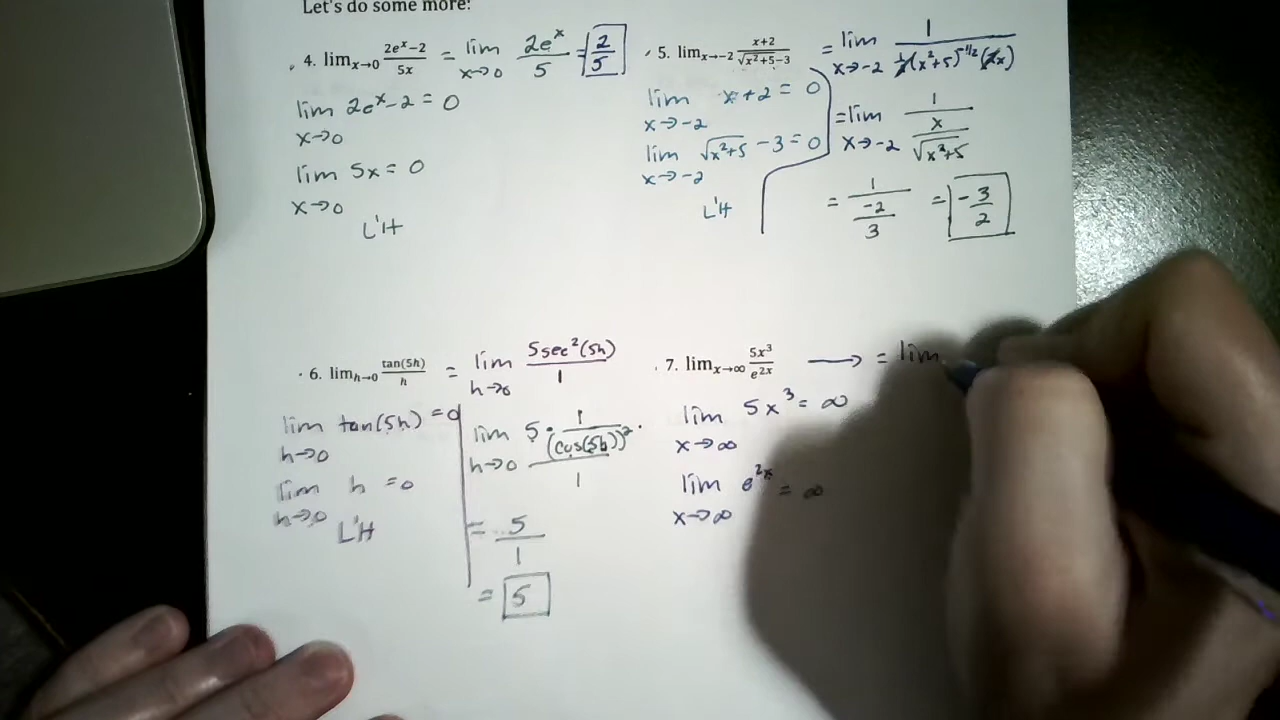 Let's do some more:
4. lim x→0 (2e^x−2)/(5x) = lim x→0 2e^x/5 = 2/5
lim x→0 2e^x − 2 = 0
lim x→0 5x = 0
L'H
5. lim x→−2 (x+2)/(√(x²+5)−3) = lim x→−2 1/(½(x²+5)^(-1/2)(2x))
lim x→−2 x+2 = 0
= lim x→−2 1/(x/√(x²+5))
lim x→−2 √(x²+5) − 3 = 0
L'H
= 1/(−2/3) = −3/2
6. lim h→0 tan(5h)/h = lim h→0 5sec²(5h)/1
lim h→0 tan(5h) = 0
lim h→0 5 · 1/(cos(5h))² / 1
lim h→0 h = 0
L'H
= 5/1
= 5
7. lim x→∞ 5x³/e^(2x) → = lim
lim x→∞ 5x³ = ∞
lim x→∞ e^(2x) = ∞